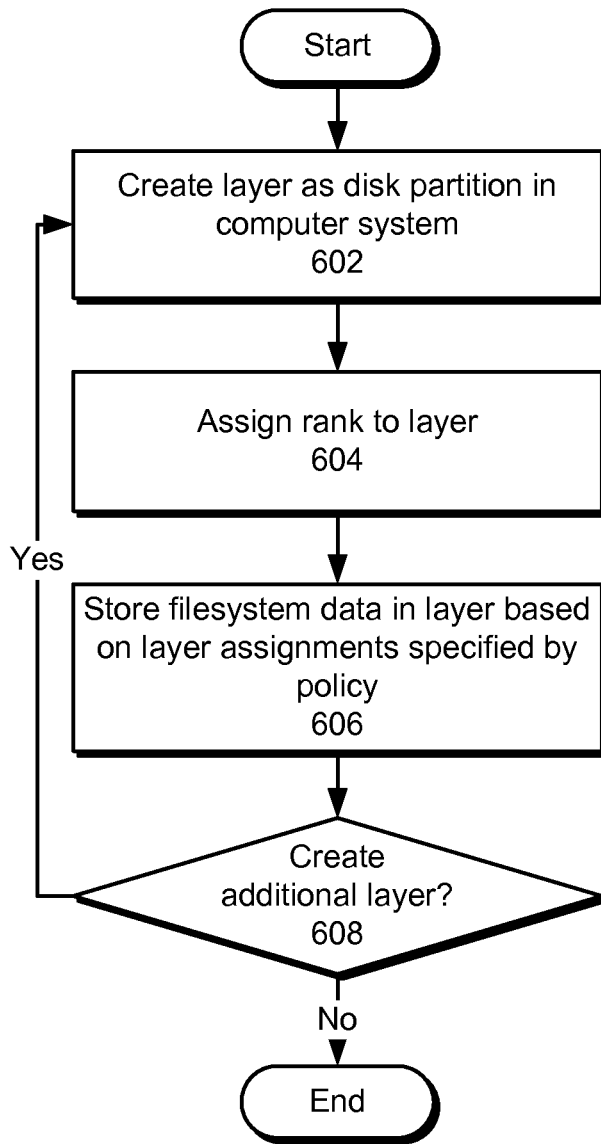 Start
Create layer as disk partition in
computer system
602
Assign rank to layer
604
Yes
Store filesystem data in layer based
on layer assignments specified by
policy
606
Create
additional layer?
608
No
End